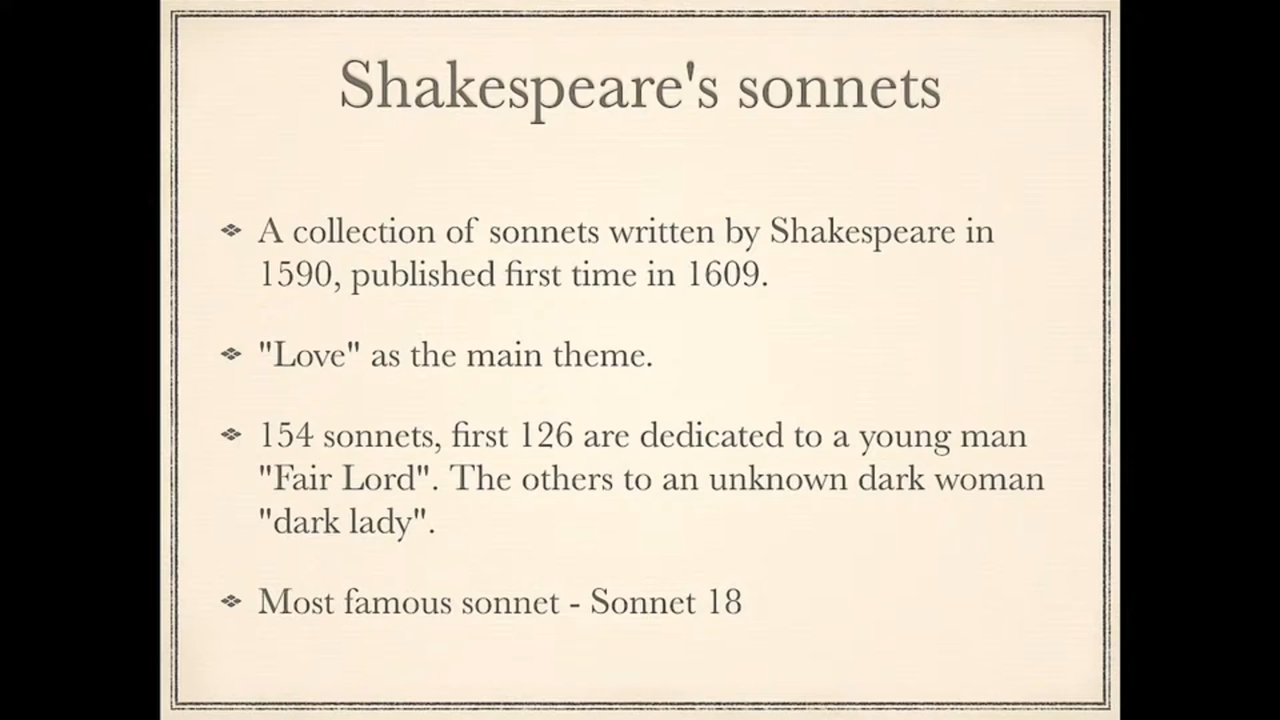 Shakespeare's sonnets
A collection of sonnets written by Shakespeare in
1590, published first time in 1609.
"Love" as the main theme.
154 sonnets, first 126 are dedicated to a young man
"Fair Lord". The others to an unknown dark woman
"dark lady".
Most famous sonnet - Sonnet 18